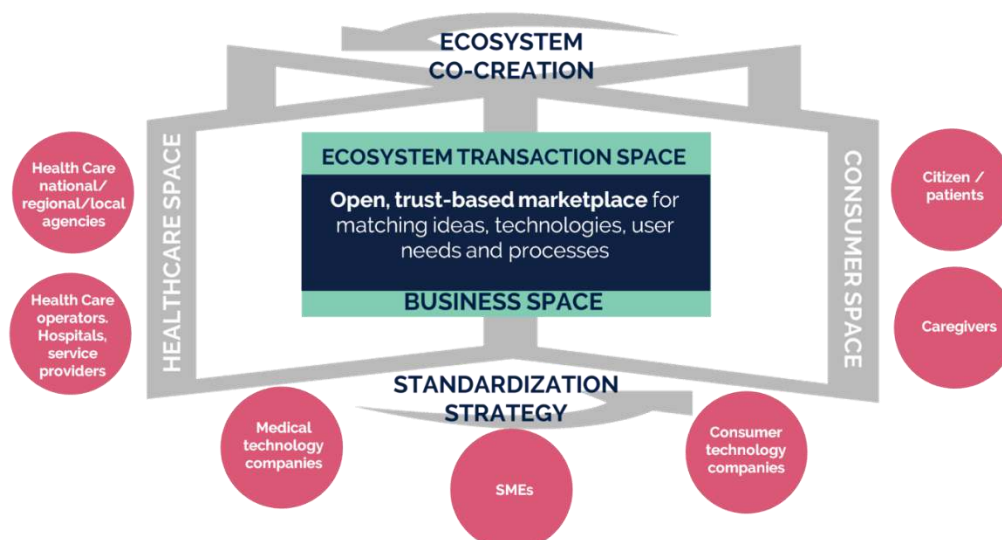 ECOSYSTEM
CO-CREATION
HEALTHCARE SPACE
CONSUMER SPACE
ECOSYSTEM TRANSACTION SPACE
Open, trust-based marketplace for
matching ideas, technologies, user
needs and processes
BUSINESS SPACE
Health Care
national/
regional/local
agencies
Citizen /
patients
Health Care
operators.
Hospitals,
service
providers
Caregivers
STANDARDIZATION
STRATEGY
Medical
technology
companies
SMEs
Consumer
technology
companies